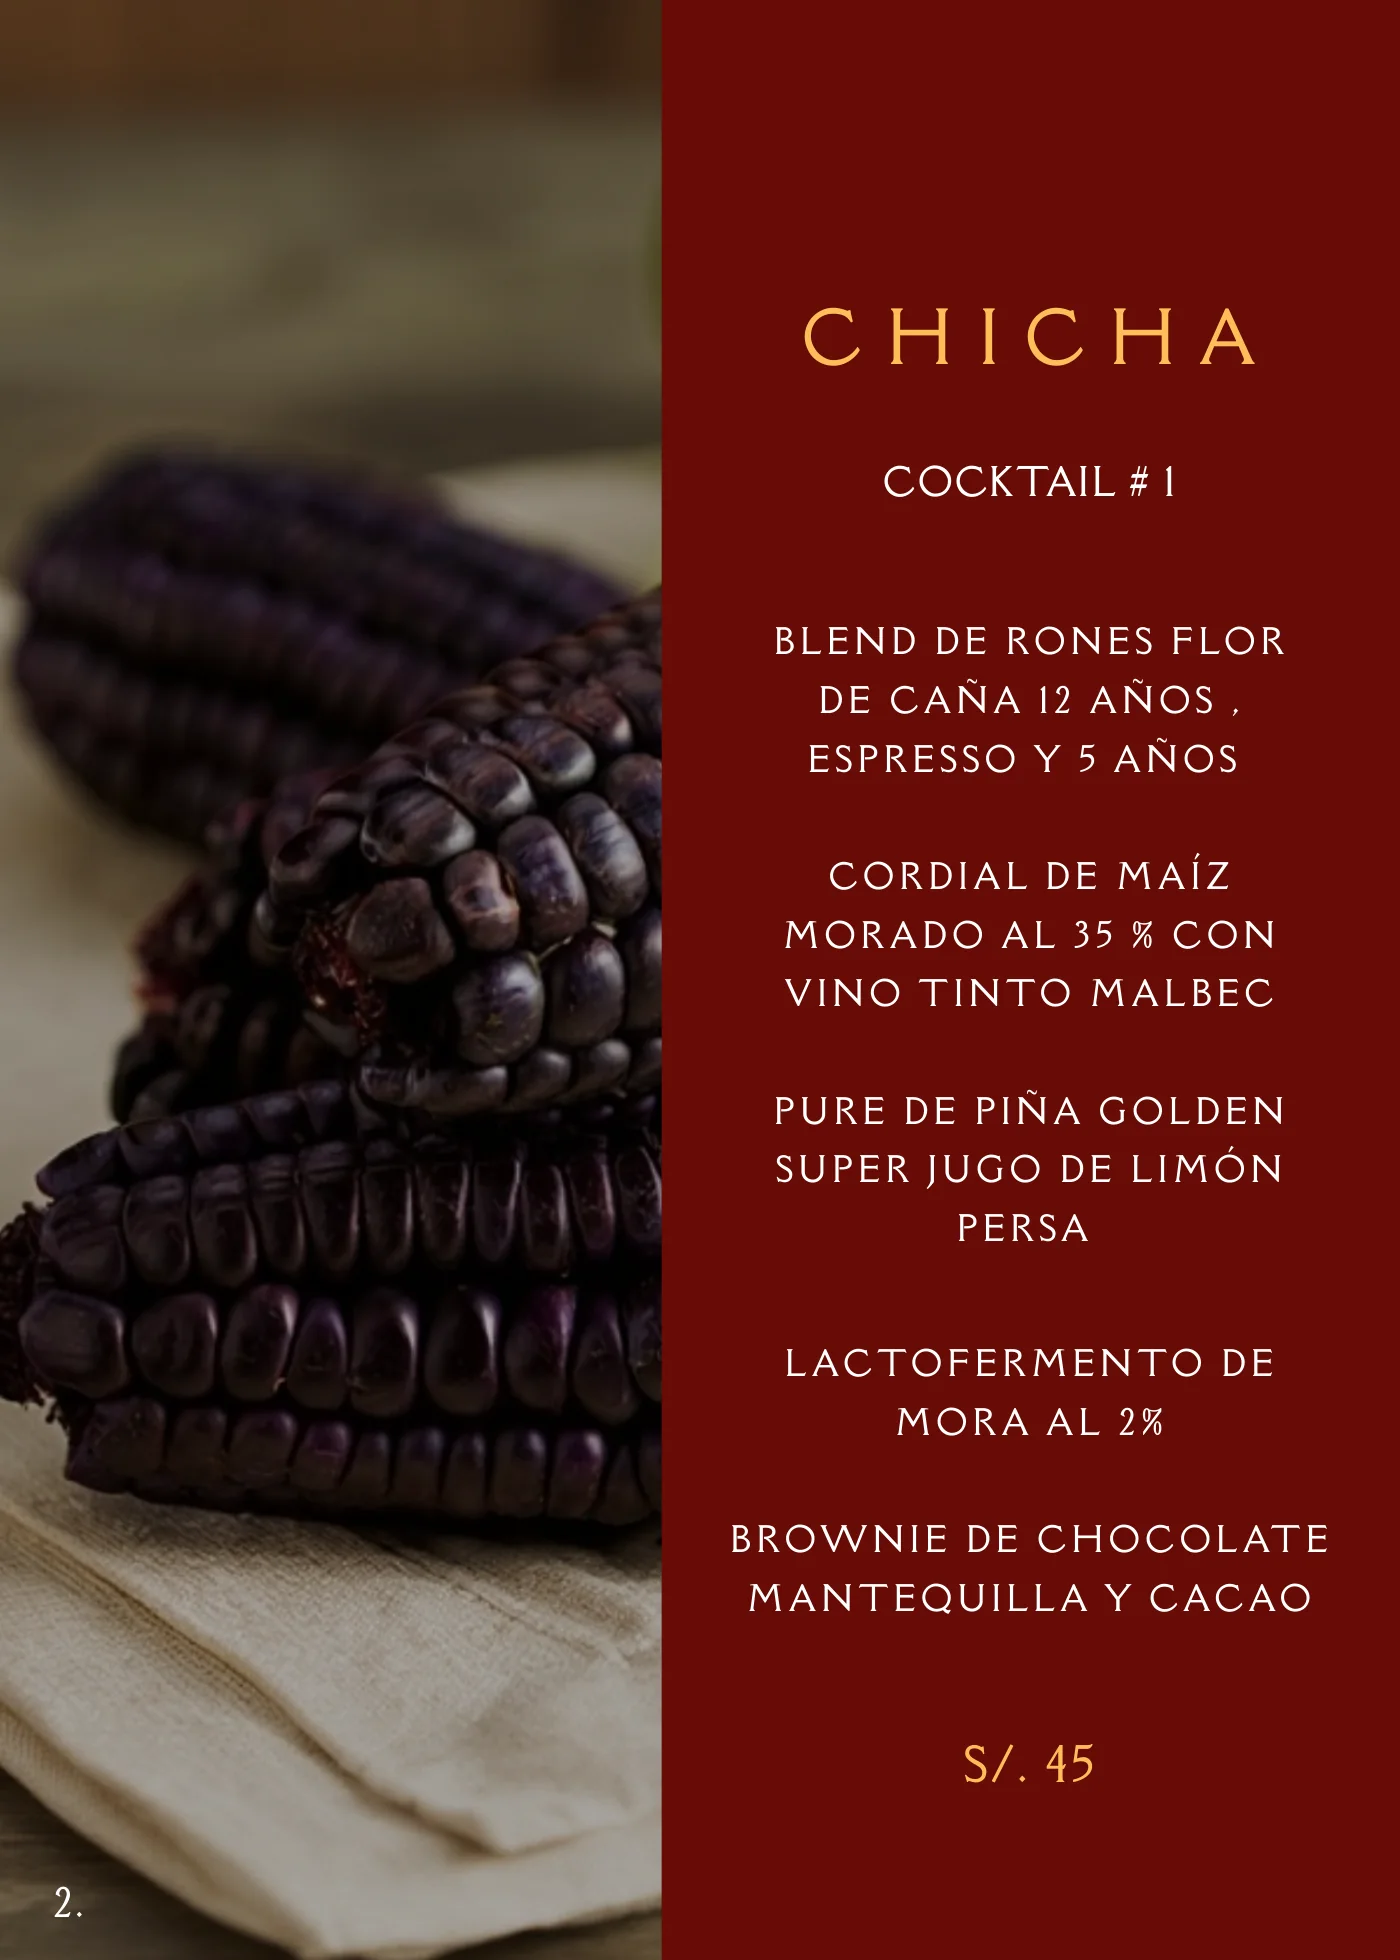 CHICHA
COCKTAIL # 1
BLEND DE RONES FLOR
DE CAÑA 12 AÑOS ,
ESPRESSO Y 5 AÑOS
CORDIAL DE MAÍZ
MORADO AL 35 % CON
VINO TINTO MALBEC
PURE DE PIÑA GOLDEN
SUPER JUGO DE LIMÓN
PERSA
LACTOFERMENTO DE
MORA AL 2%
BROWNIE DE CHOCOLATE
MANTEQUILLA Y CACAO
S/. 45
2.